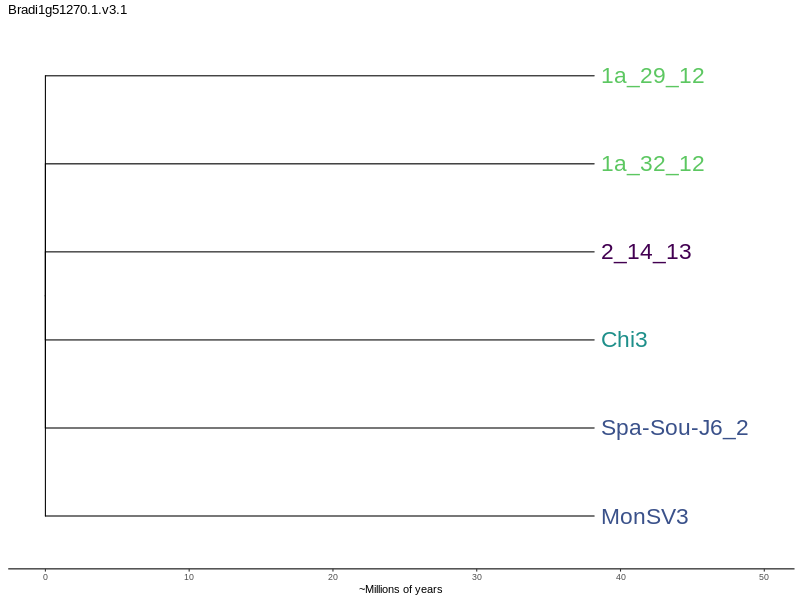 Bradi1g51270.1.v3.1
1a_29_12
1a_32_12
2_14_13
Chi3
Spa-Sou-J6_2
MonSV3
0 10 20 30 40 50
~Millions of years